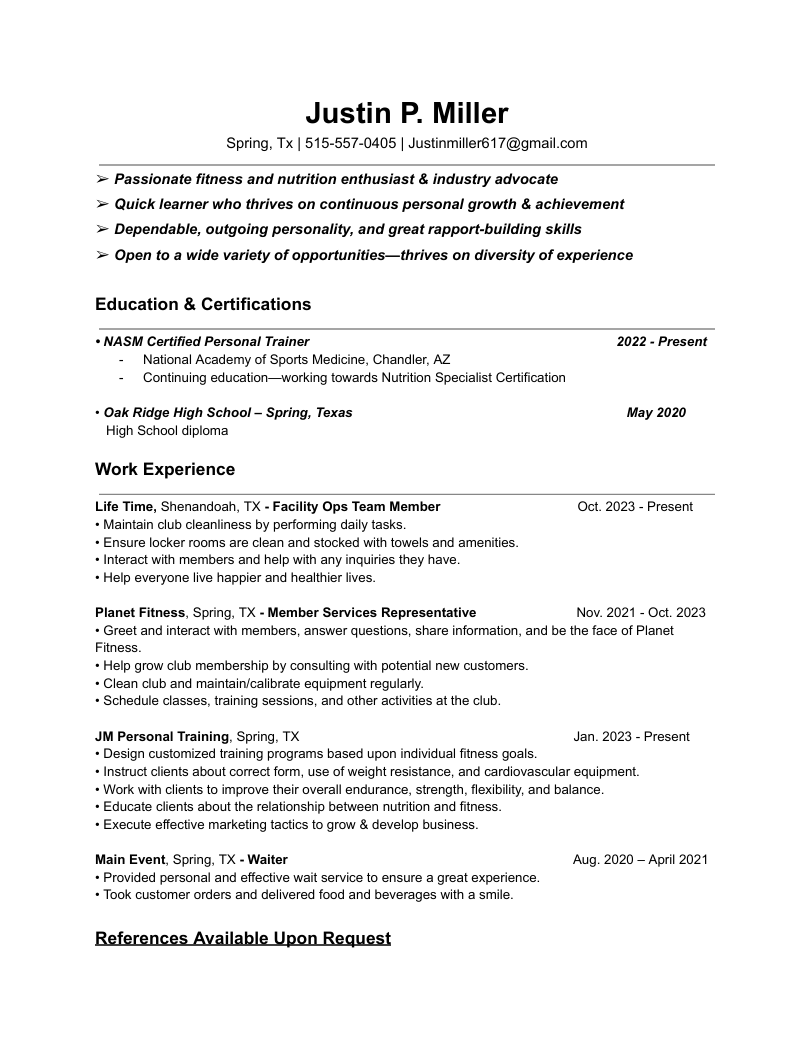 Justin P. Miller
Spring, Tx | 515-557-0405 | Justinmiller617@gmail.com
➢ Passionate fitness and nutrition enthusiast & industry advocate
➢ Quick learner who thrives on continuous personal growth & achievement
➢ Dependable, outgoing personality, and great rapport-building skills
➢ Open to a wide variety of opportunities—thrives on diversity of experience
Education & Certifications
• NASM Certified Personal Trainer 2022 - Present
- National Academy of Sports Medicine, Chandler, AZ
- Continuing education—working towards Nutrition Specialist Certification
• Oak Ridge High School – Spring, Texas May 2020
High School diploma
Work Experience
Life Time, Shenandoah, TX - Facility Ops Team Member Oct. 2023 - Present
• Maintain club cleanliness by performing daily tasks.
• Ensure locker rooms are clean and stocked with towels and amenities.
• Interact with members and help with any inquiries they have.
• Help everyone live happier and healthier lives.
Planet Fitness, Spring, TX - Member Services Representative Nov. 2021 - Oct. 2023
• Greet and interact with members, answer questions, share information, and be the face of Planet
Fitness.
• Help grow club membership by consulting with potential new customers.
• Clean club and maintain/calibrate equipment regularly.
• Schedule classes, training sessions, and other activities at the club.
JM Personal Training, Spring, TX Jan. 2023 - Present
• Design customized training programs based upon individual fitness goals.
• Instruct clients about correct form, use of weight resistance, and cardiovascular equipment.
• Work with clients to improve their overall endurance, strength, flexibility, and balance.
• Educate clients about the relationship between nutrition and fitness.
• Execute effective marketing tactics to grow & develop business.
Main Event, Spring, TX - Waiter Aug. 2020 – April 2021
• Provided personal and effective wait service to ensure a great experience.
• Took customer orders and delivered food and beverages with a smile.
References Available Upon Request